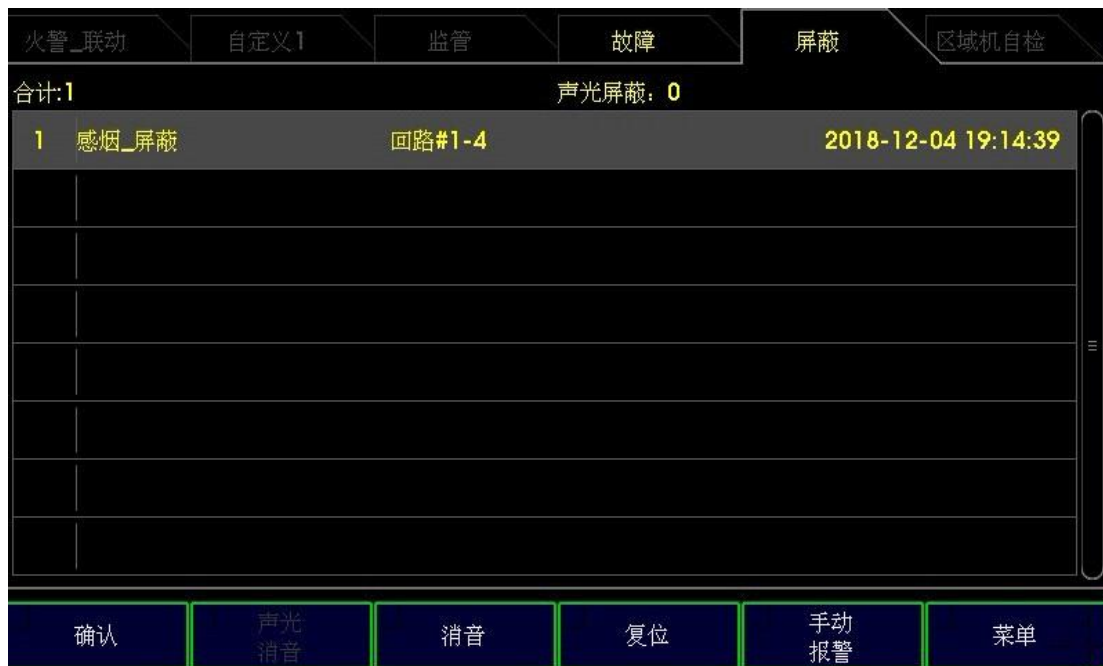 火警_联动 自定义1 监管 故障 屏蔽 区域机自检
合计:1 声光屏蔽：0
1 感烟_屏蔽 回路#1-4 2018-12-04 19:14:39
确认 声光 消音 复位 手动 菜单
消音 报警